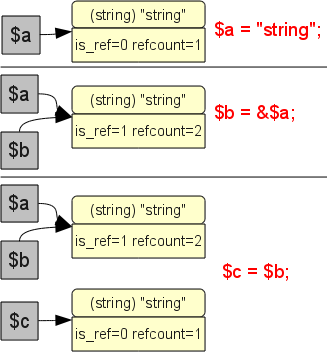 $a
(string) "string"
is_ref=0 refcount=1
$a = "string";
$a
$b
(string) "string"
is_ref=1 refcount=2
$b = &$a;
$a
$b
(string) "string"
is_ref=1 refcount=2
$c = $b;
$c
(string) "string"
is_ref=0 refcount=1